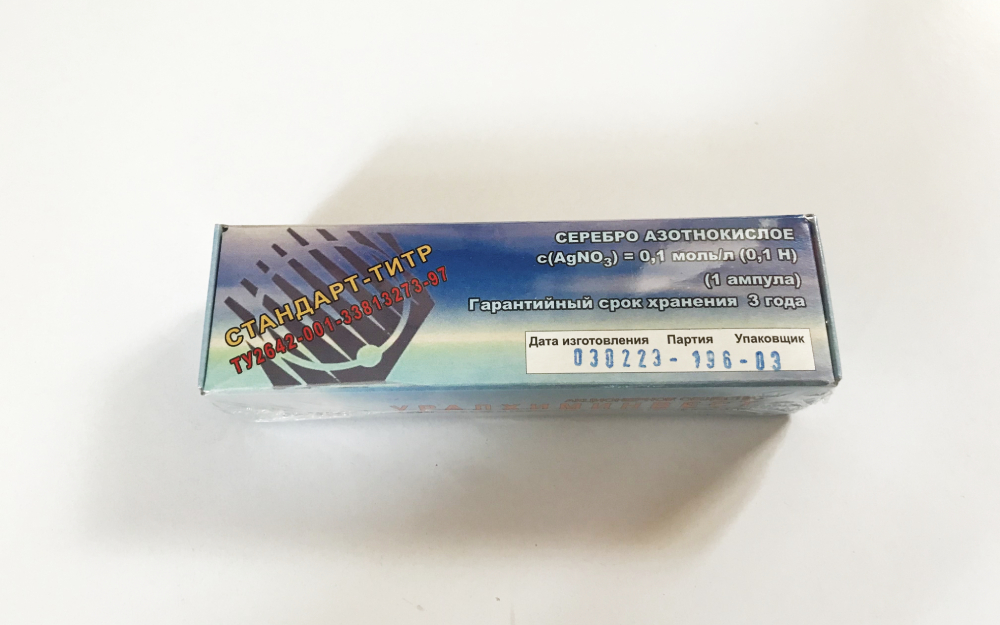 СТАНДАРТ-ТИТР
ТУ2642-001-33813273-97
СЕРЕБРО АЗОТНОКИСЛОЕ
c(AgNO₃) = 0,1 моль/л (0,1 Н)
(1 ампула)
Гарантийный срок хранения 3 года
Дата изготовления Партия Упаковщик
030223-196-03